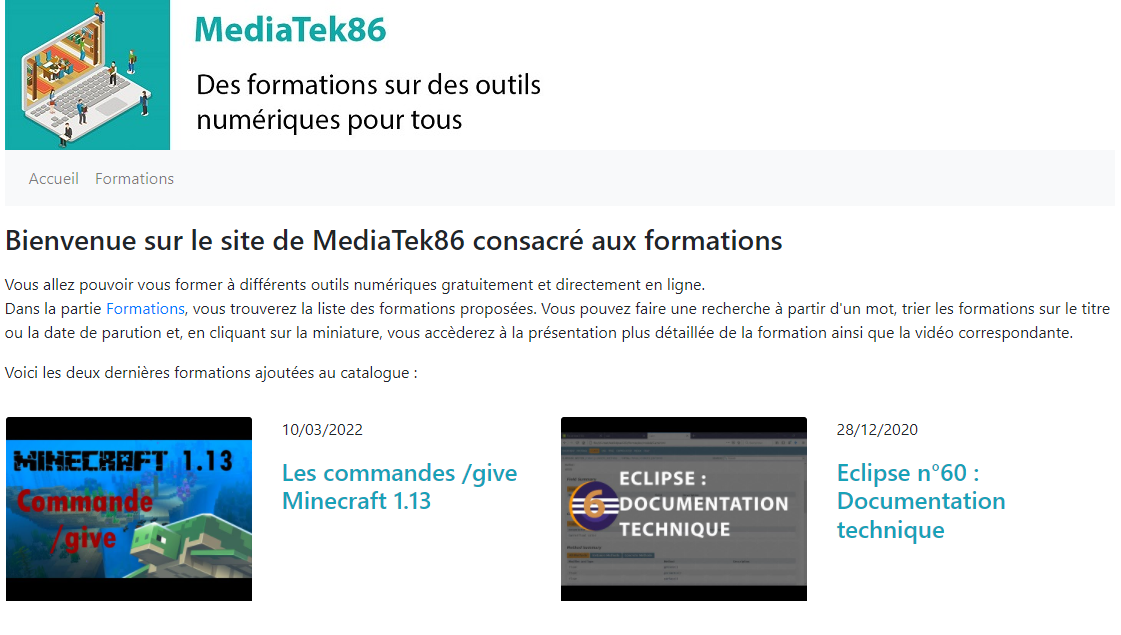 MediaTek86
Des formations sur des outils
numériques pour tous
Accueil Formations
Bienvenue sur le site de MediaTek86 consacré aux formations
Vous allez pouvoir vous former à différents outils numériques gratuitement et directement en ligne.
Dans la partie Formations, vous trouverez la liste des formations proposées. Vous pouvez faire une recherche à partir d'un mot, trier les formations sur le titre
ou la date de parution et, en cliquant sur la miniature, vous accèderez à la présentation plus détaillée de la formation ainsi que la vidéo correspondante.
Voici les deux dernières formations ajoutées au catalogue :
MINECRAFT 1.13
Commande
/give
10/03/2022
Les commandes /give
Minecraft 1.13
6
ECLIPSE :
DOCUMENTATION
TECHNIQUE
28/12/2020
Eclipse n°60 :
Documentation
technique